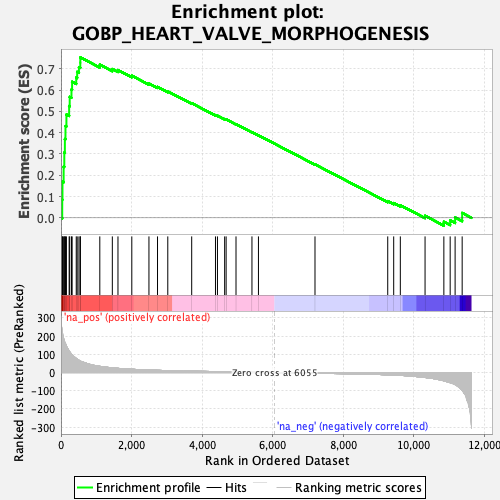 Enrichment plot:
GOBP_HEART_VALVE_MORPHOGENESIS
Enrichment score (ES)
0.7
0.6
0.5
0.4
0.3
0.2
0.1
0.0
'na_pos' (positively correlated)
Ranked list metric (PreRanked)
300
200
100
0
-100
-200
-300
Zero cross at 6055
'na_neg' (negatively correlated)
0
2,000
4,000
6,000
8,000
10,000
12,000
Rank in Ordered Dataset
Enrichment profile
Hits
Ranking metric scores